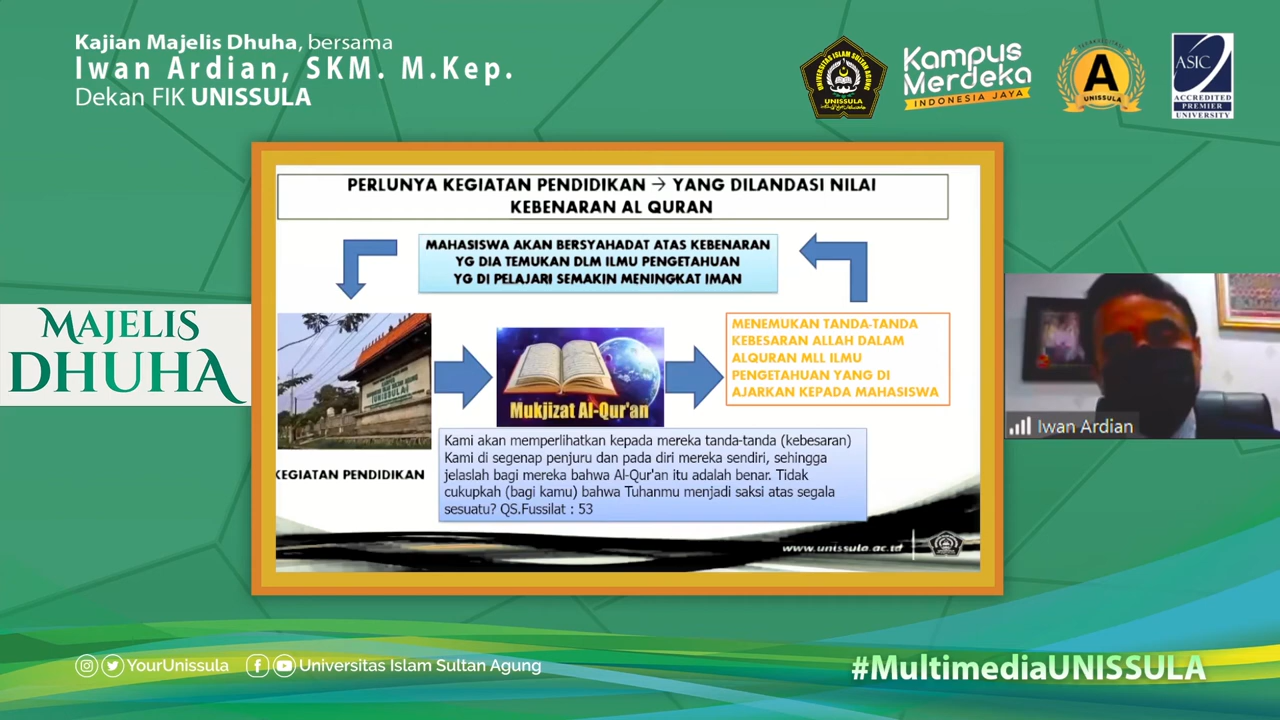 Kajian Majelis Dhuha, bersama
Iwan Ardian, SKM. M.Kep.
Dekan FIK UNISSULA
UNIVERSITAS ISLAM SULTAN AGUNG
UNISSULA
Kampus
Merdeka
INDONESIA JAYA
A
UNISSULA
ASIC
ACCREDITED
PREMIER
UNIVERSITY
PERLUNYA KEGIATAN PENDIDIKAN → YANG DILANDASI NILAI
KEBENARAN AL QURAN
MAHASISWA AKAN BERSYAHADAT ATAS KEBENARAN
YG DIA TEMUKAN DLM ILMU PENGETAHUAN
YG DI PELAJARI SEMAKIN MENINGKAT IMAN
MAJELIS
DHUHA
UNISSULA
Mukjizat Al-Qur'an
MENEMUKAN TANDA-TANDA
KEBESARAN ALLAH DALAM
ALQURAN MLL ILMU
PENGETAHUAN YANG DI
AJARKAN KEPADA MAHASISWA
Iwan Ardian
KEGIATAN PENDIDIKAN
Kami akan memperlihatkan kepada mereka tanda-tanda (kebesaran)
Kami di segenap penjuru dan pada diri mereka sendiri, sehingga
jelaslah bagi mereka bahwa Al-Qur'an itu adalah benar. Tidak
cukupkah (bagi kamu) bahwa Tuhanmu menjadi saksi atas segala
sesuatu? QS.Fussilat : 53
www.unissula.ac.id
YourUnissula
Universitas Islam Sultan Agung
#MultimediaUNISSULA